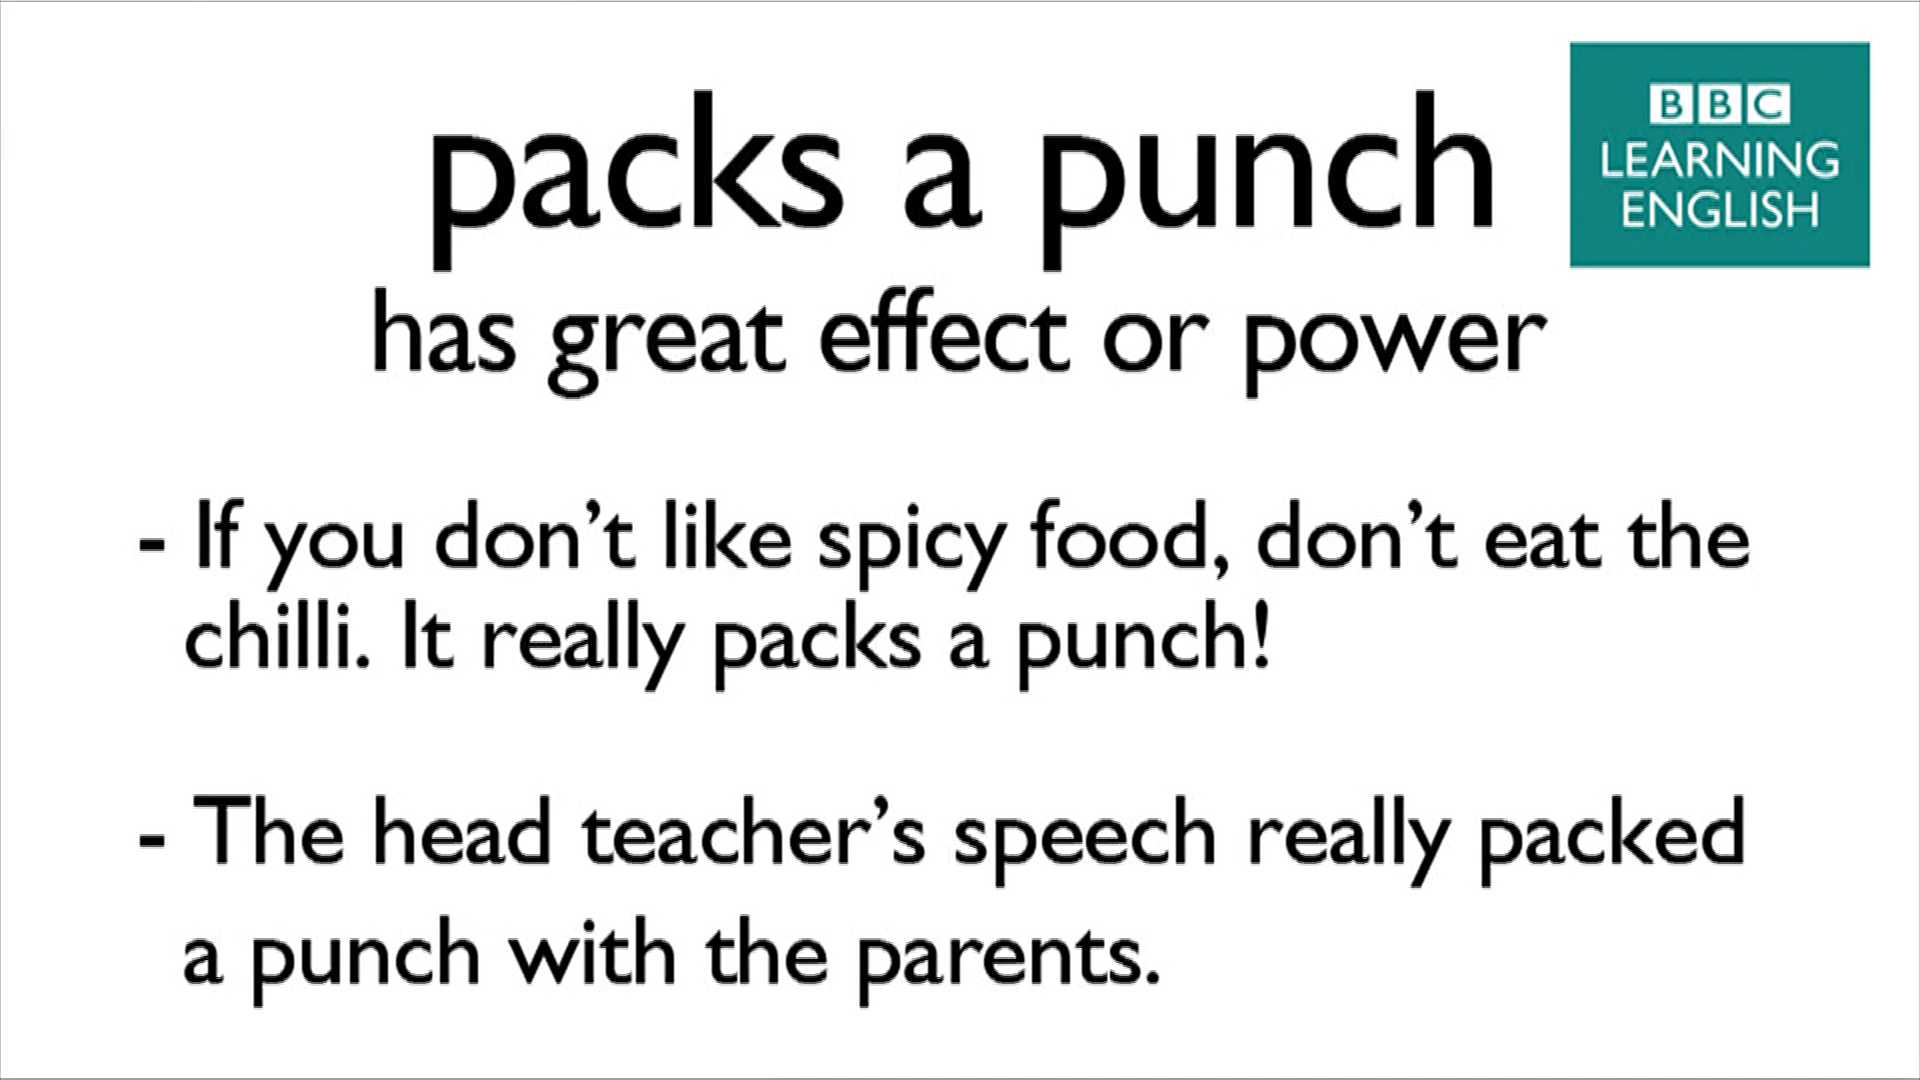 packs a punch
BBC
LEARNING
ENGLISH
has great effect or power
- If you don’t like spicy food, don’t eat the
chilli. It really packs a punch!
- The head teacher’s speech really packed
a punch with the parents.